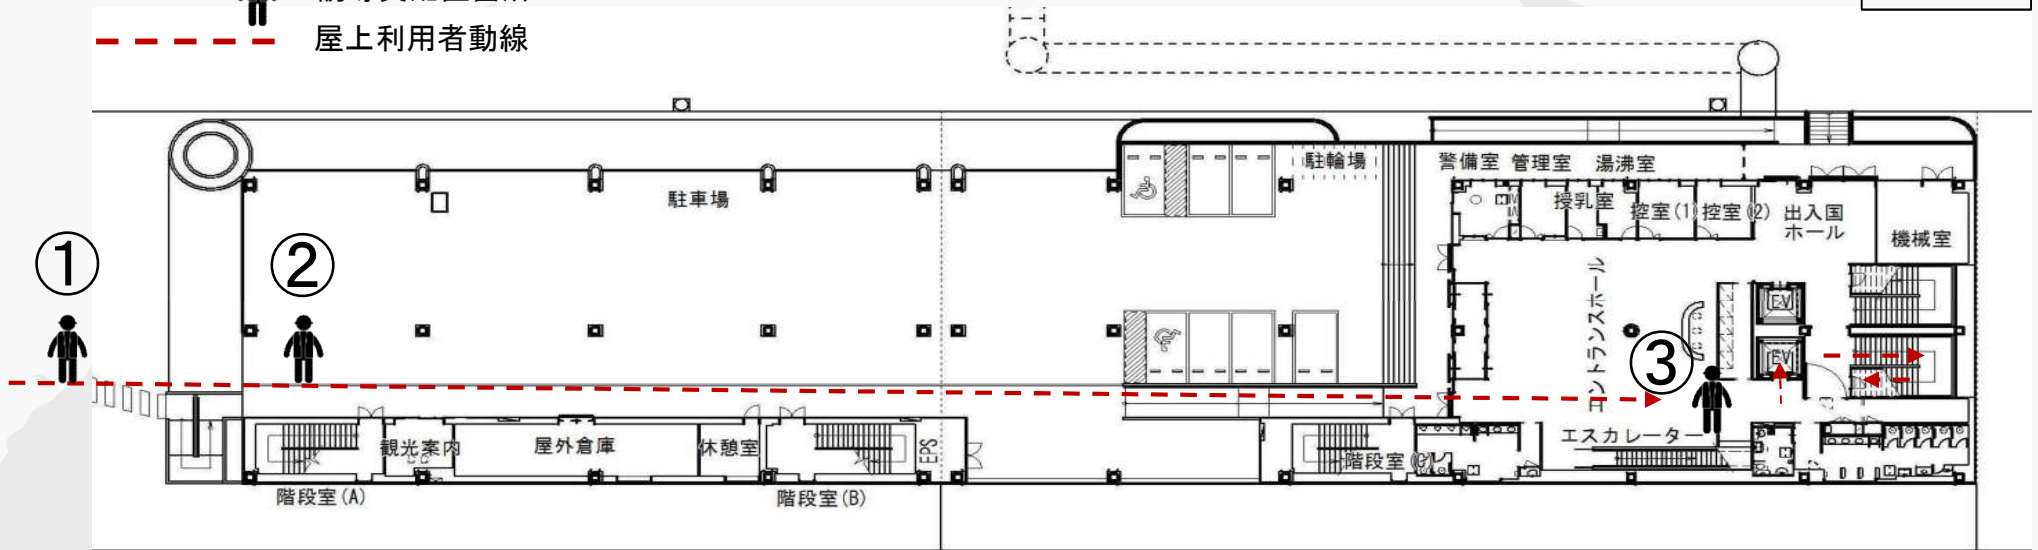 屋上利用者動線
駐車場
駐輪場
警備室 管理室 湯沸室
授乳室 控室(1) 控室(2) 出入国ホール
機械室
①
②
③
エントランスホール
EV
EV
エスカレーター
観光案内
屋外倉庫
休憩室
EPS
階段室(C)
階段室(A)
階段室(B)